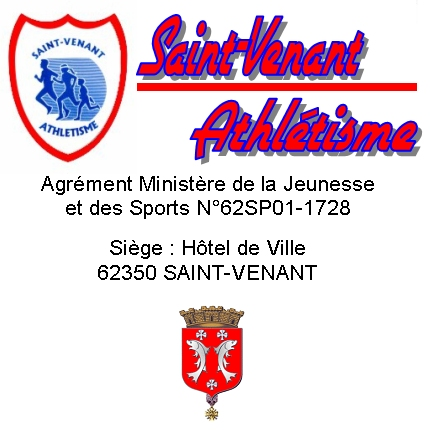 SAINT-VENANT
ATHLETISME
Saint-Venant
Athlétisme
Agrément Ministère de la Jeunesse
et des Sports N°62SP01-1728
Siège : Hôtel de Ville
62350 SAINT-VENANT